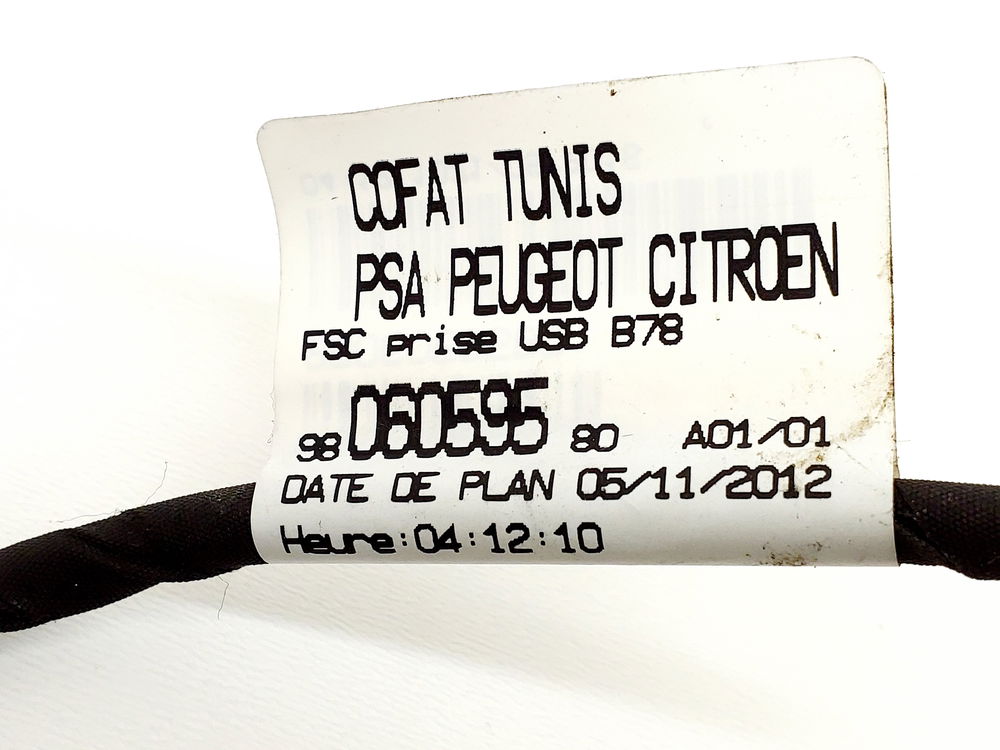 COFAT TUNIS
PSA PEUGEOT CITROEN
FSC prise USB B78
98 060595 80 A01/01
DATE DE PLAN 05/11/2012
Heure:04:12:10